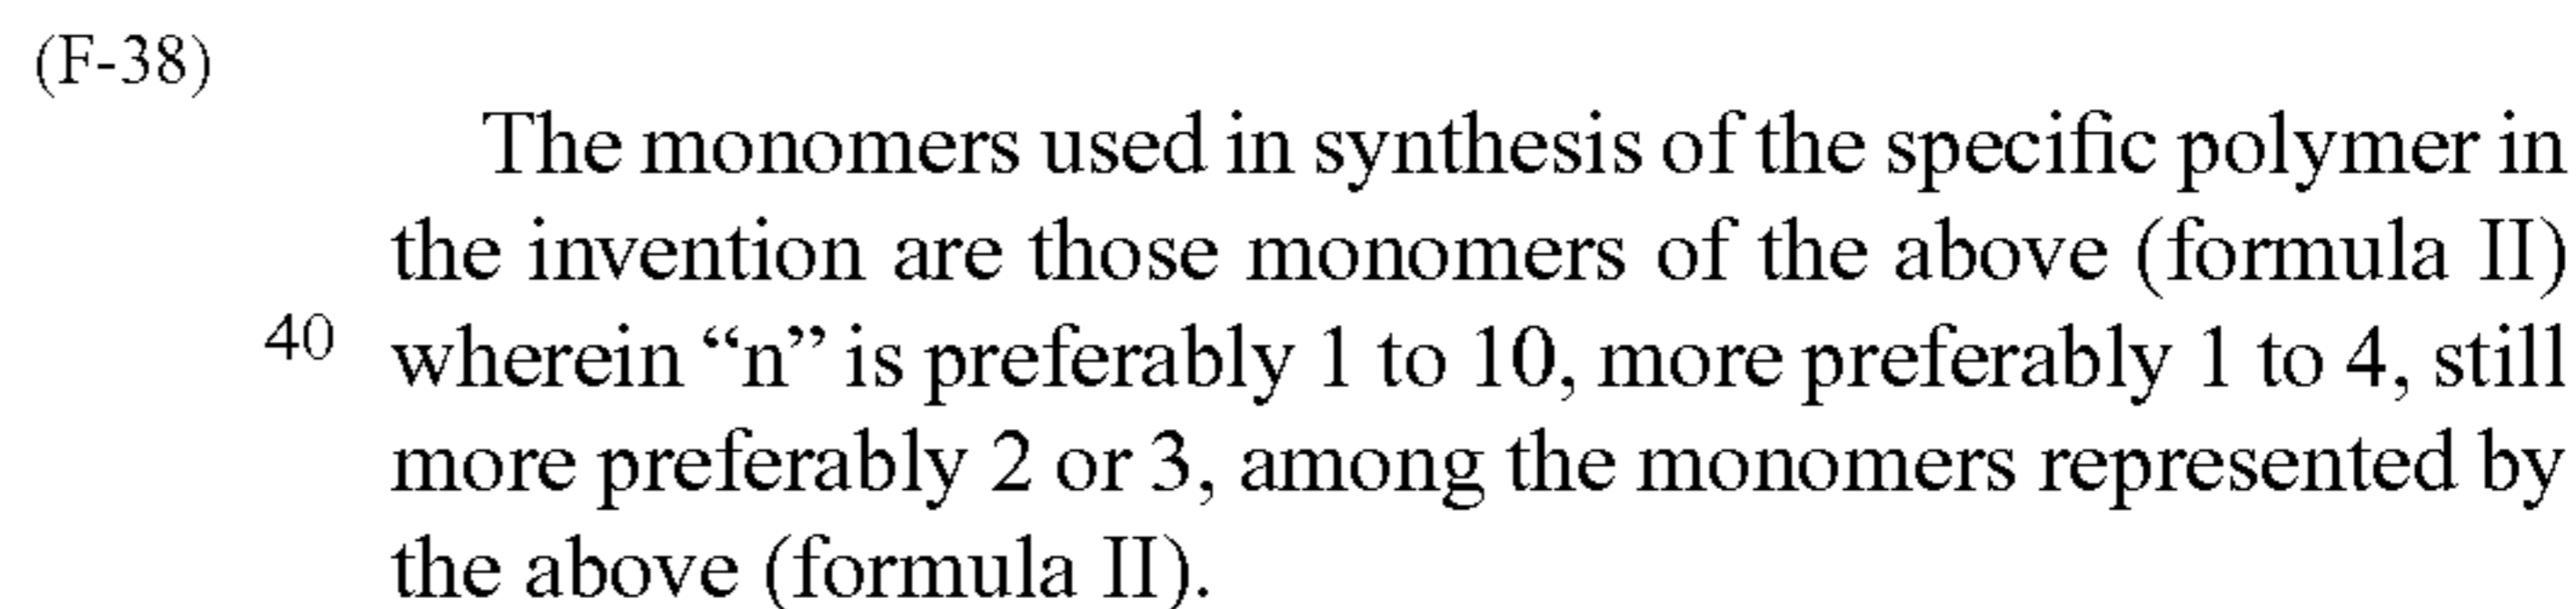 (F-38)
The monomers used in synthesis of the specific polymer in
the invention are those monomers of the above (formula II)
40 wherein “n” is preferably 1 to 10, more preferably 1 to 4, still
more preferably 2 or 3, among the monomers represented by
the above (formula II).